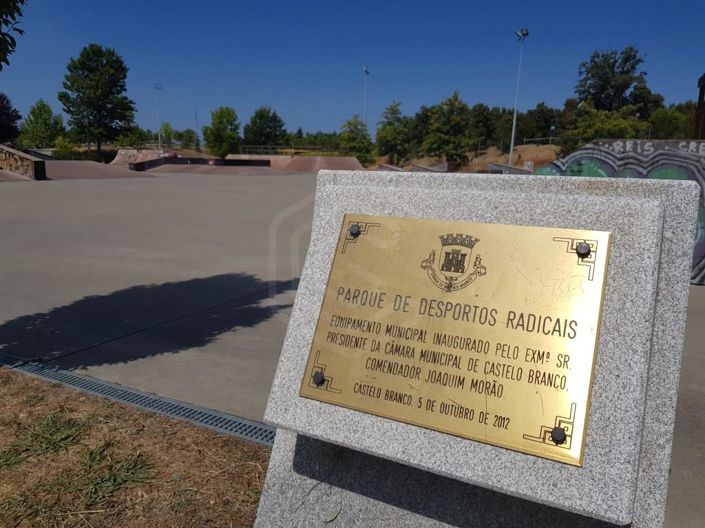 PARQUE DE DESPORTOS RADICAIS
EQUIPAMENTO MUNICIPAL INAUGURADO PELO EXMº SR.
PRESIDENTE DA CÂMARA MUNICIPAL DE CASTELO BRANCO,
COMENDADOR JOAQUIM MORÃO.
CASTELO BRANCO, 5 DE OUTUBRO DE 2012